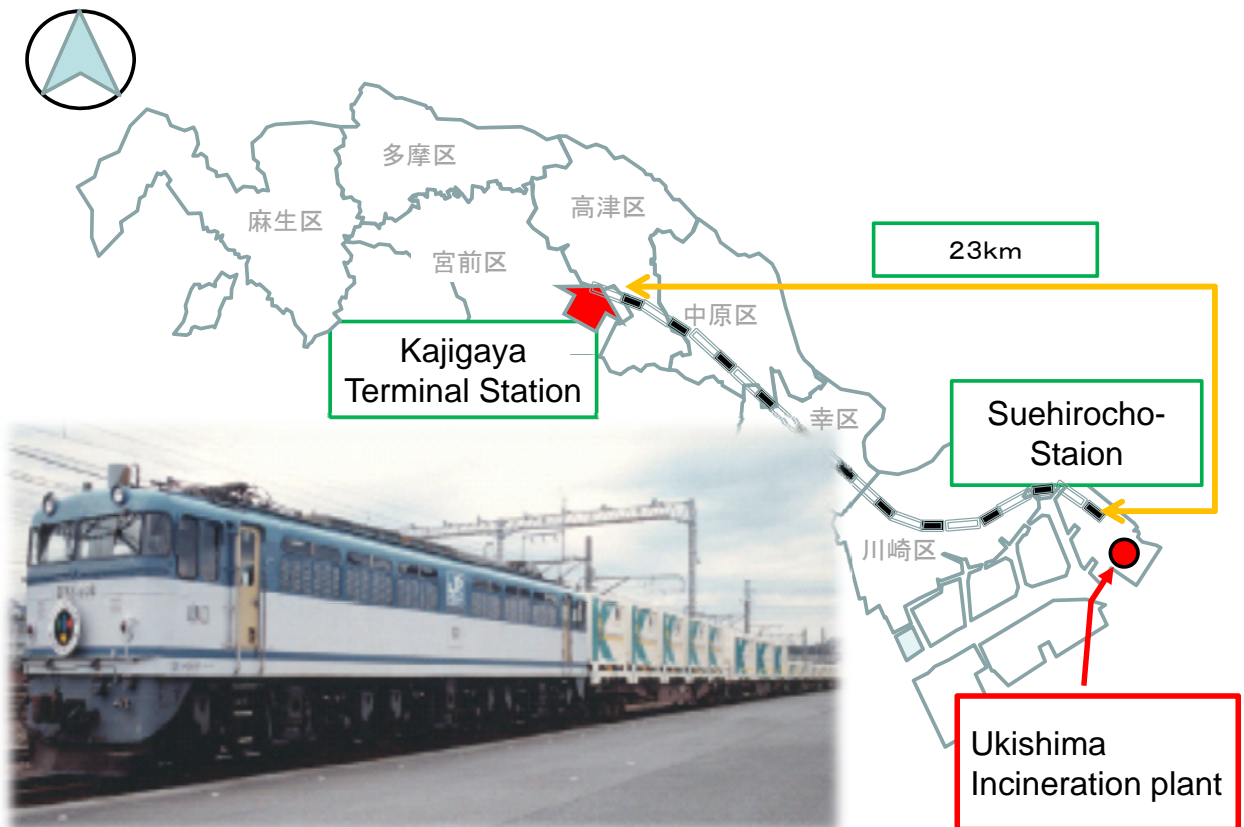 多摩区
高津区
麻生区
宮前区
23km
中原区
Kajigaya
Terminal Station
幸区
Suehirocho-
Staion
川崎区
Ukishima
Incineration plant